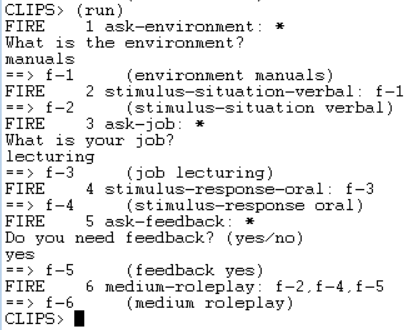 CLIPS> (run)
FIRE    1 ask-environment: *
What is the environment?
manuals
==> f-1     (environment manuals)
FIRE    2 stimulus-situation-verbal: f-1
==> f-2     (stimulus-situation verbal)
FIRE    3 ask-job: *
What is your job?
lecturing
==> f-3     (job lecturing)
FIRE    4 stimulus-response-oral: f-3
==> f-4     (stimulus-response oral)
FIRE    5 ask-feedback: *
Do you need feedback? (yes/no)
yes
==> f-5     (feedback yes)
FIRE    6 medium-roleplay: f-2,f-4,f-5
==> f-6     (medium roleplay)
CLIPS>